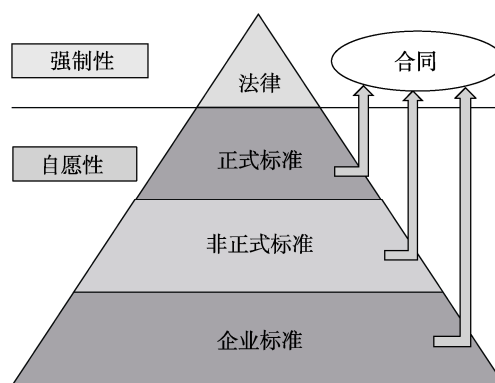 强制性
合同
法律
自愿性
正式标准
非正式标准
企业标准